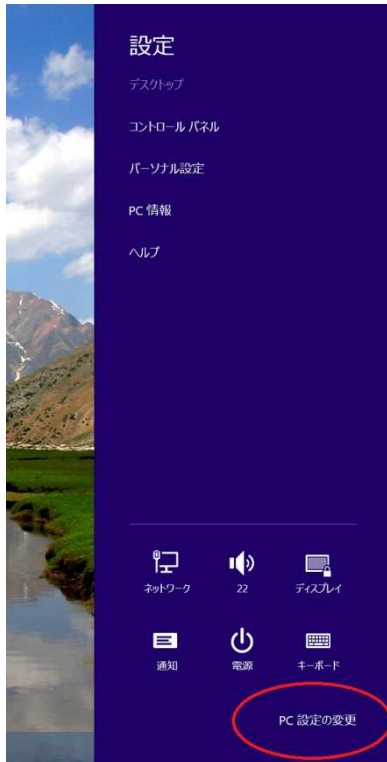 設定
デスクトップ
コントロール パネル
パーソナル設定
PC 情報
ヘルプ
ネットワーク
22
ディスプレイ
通知
電源
キーボード
PC 設定の変更